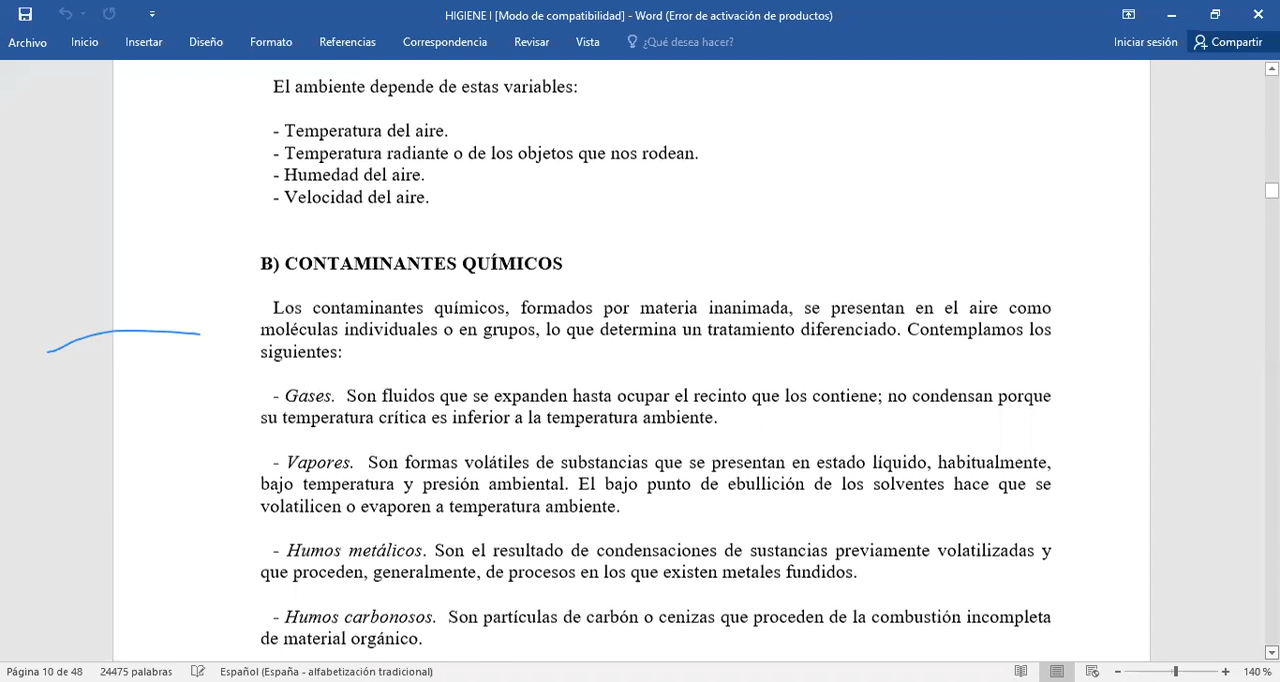 HIGIENE I [Modo de compatibilidad] - Word (Error de activación de productos)
Archivo Inicio Insertar Diseño Formato Referencias Correspondencia Revisar Vista ¿Qué desea hacer? Iniciar sesión Compartir
El ambiente depende de estas variables:
- Temperatura del aire.
- Temperatura radiante o de los objetos que nos rodean.
- Humedad del aire.
- Velocidad del aire.
B) CONTAMINANTES QUÍMICOS
Los contaminantes químicos, formados por materia inanimada, se presentan en el aire como
moléculas individuales o en grupos, lo que determina un tratamiento diferenciado. Contemplamos los
siguientes:
- Gases. Son fluidos que se expanden hasta ocupar el recinto que los contiene; no condensan porque
su temperatura crítica es inferior a la temperatura ambiente.
- Vapores. Son formas volátiles de substancias que se presentan en estado líquido, habitualmente,
bajo temperatura y presión ambiental. El bajo punto de ebullición de los solventes hace que se
volatilicen o evaporen a temperatura ambiente.
- Humos metálicos. Son el resultado de condensaciones de sustancias previamente volatilizadas y
que proceden, generalmente, de procesos en los que existen metales fundidos.
- Humos carbonosos. Son partículas de carbón o cenizas que proceden de la combustión incompleta
de material orgánico.
Página 10 de 48 24475 palabras Español (España - alfabetización tradicional) 140 %